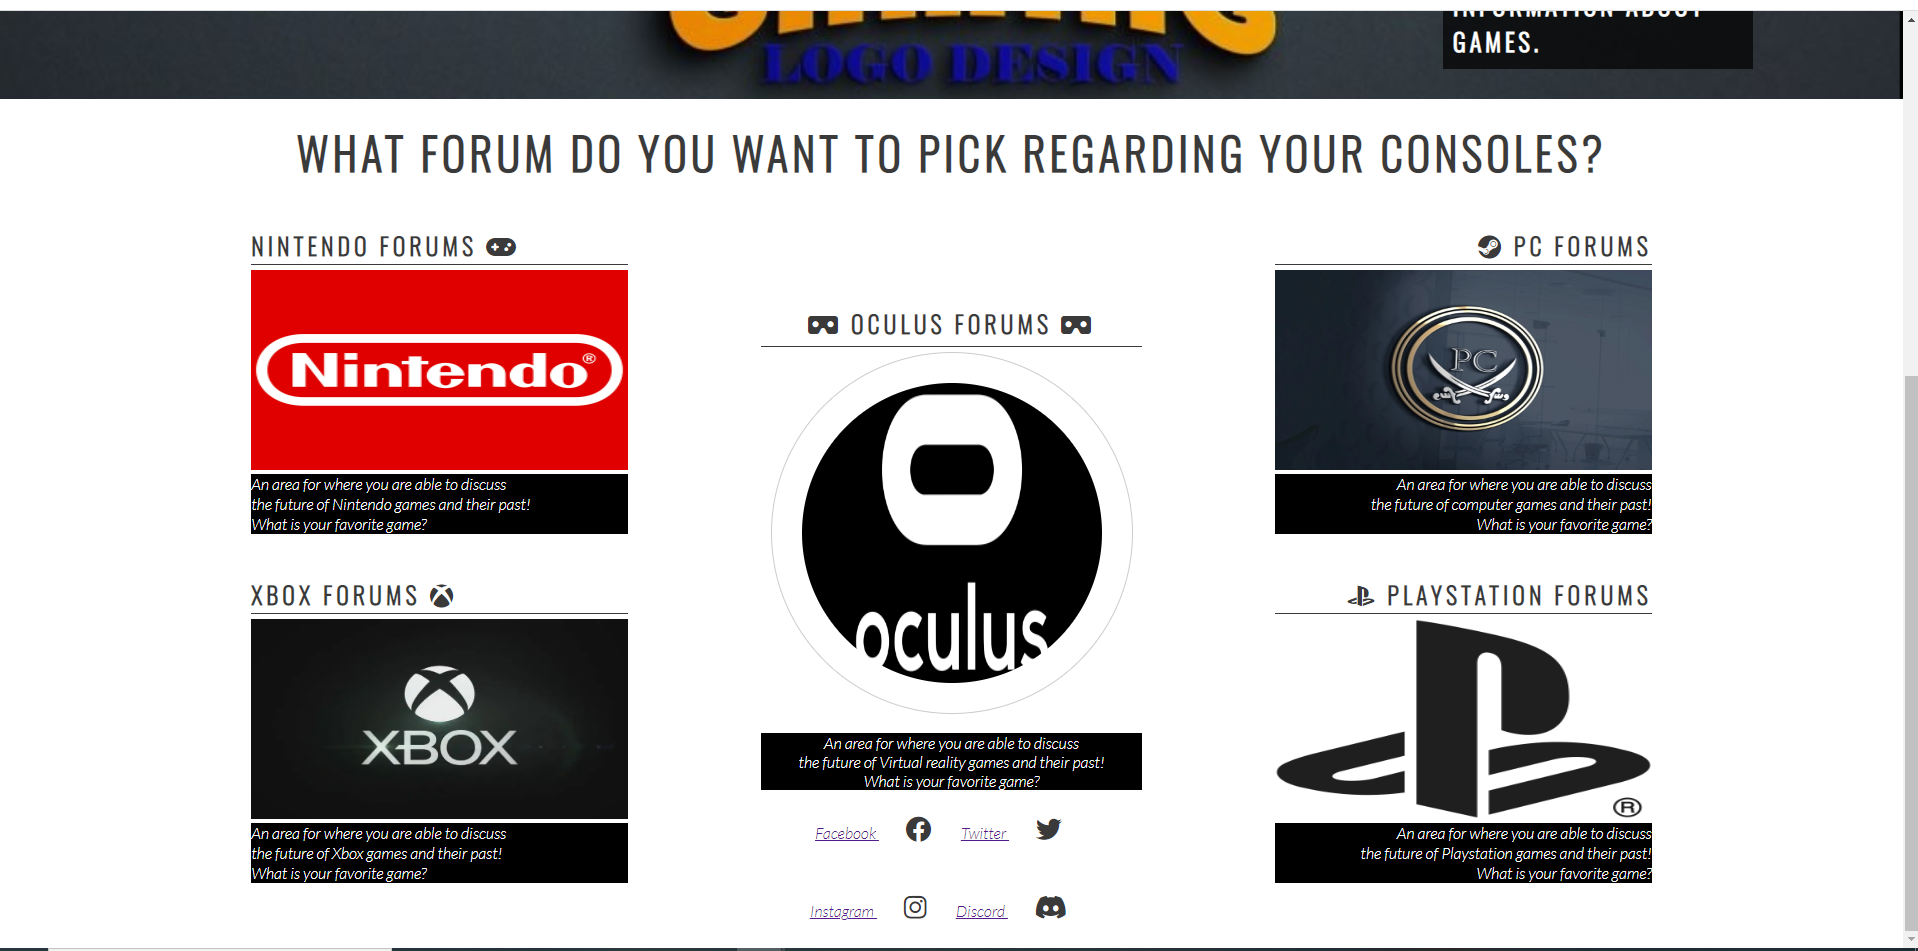 INFORMATION ABOUT
GAMES.
LOGO DESIGN
WHAT FORUM DO YOU WANT TO PICK REGARDING YOUR CONSOLES?
NINTENDO FORUMS
Nintendo®
An area for where you are able to discuss
the future of Nintendo games and their past!
What is your favorite game?
XBOX FORUMS
XBOX
An area for where you are able to discuss
the future of Xbox games and their past!
What is your favorite game?
OCULUS FORUMS
oculus
An area for where you are able to discuss
the future of Virtual reality games and their past!
What is your favorite game?
Facebook Twitter
Instagram Discord
PC FORUMS
PC
An area for where you are able to discuss
the future of computer games and their past!
What is your favorite game?
PLAYSTATION FORUMS
®
An area for where you are able to discuss
the future of Playstation games and their past!
What is your favorite game?